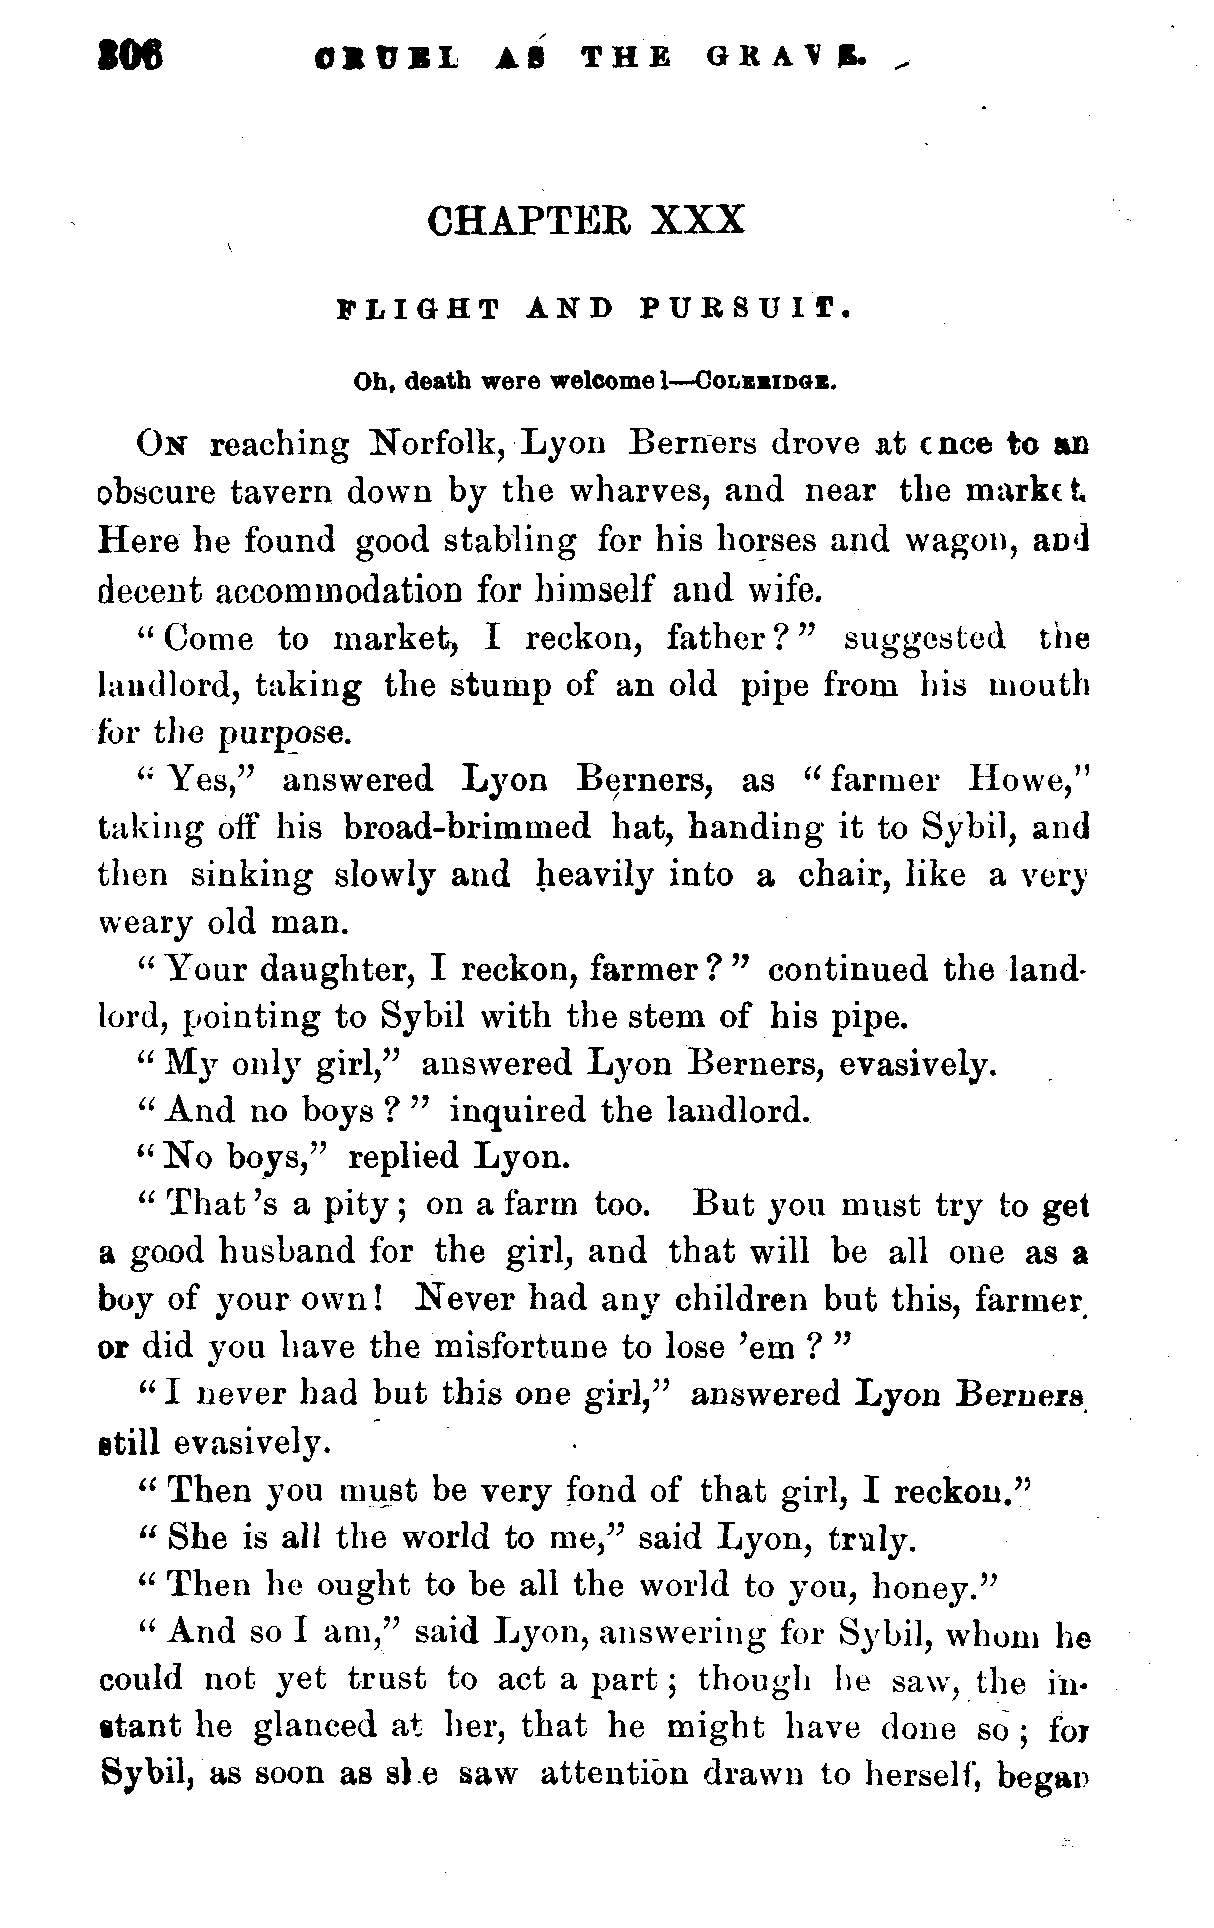 306 CRUEL AS THE GRAVE.
CHAPTER XXX
FLIGHT AND PURSUIT.
Oh, death were welcome!—COLERIDGE.
ON reaching Norfolk, Lyon Berners drove at once to an
obscure tavern down by the wharves, and near the market.
Here he found good stabling for his horses and wagon, and
decent accommodation for himself and wife.
"Come to market, I reckon, father?" suggested the
landlord, taking the stump of an old pipe from his mouth
for the purpose.
"Yes," answered Lyon Berners, as "farmer Howe,"
taking off his broad-brimmed hat, handing it to Sybil, and
then sinking slowly and heavily into a chair, like a very
weary old man.
"Your daughter, I reckon, farmer?" continued the land-
lord, pointing to Sybil with the stem of his pipe.
"My only girl," answered Lyon Berners, evasively.
"And no boys?" inquired the landlord.
"No boys," replied Lyon.
"That's a pity; on a farm too. But you must try to get
a good husband for the girl, and that will be all one as a
boy of your own! Never had any children but this, farmer,
or did you have the misfortune to lose 'em?"
"I never had but this one girl," answered Lyon Berners,
still evasively.
"Then you must be very fond of that girl, I reckon."
"She is all the world to me," said Lyon, truly.
"Then he ought to be all the world to you, honey."
"And so I am," said Lyon, answering for Sybil, whom he
could not yet trust to act a part; though he saw, the in-
stant he glanced at her, that he might have done so; for
Sybil, as soon as she saw attention drawn to herself, began